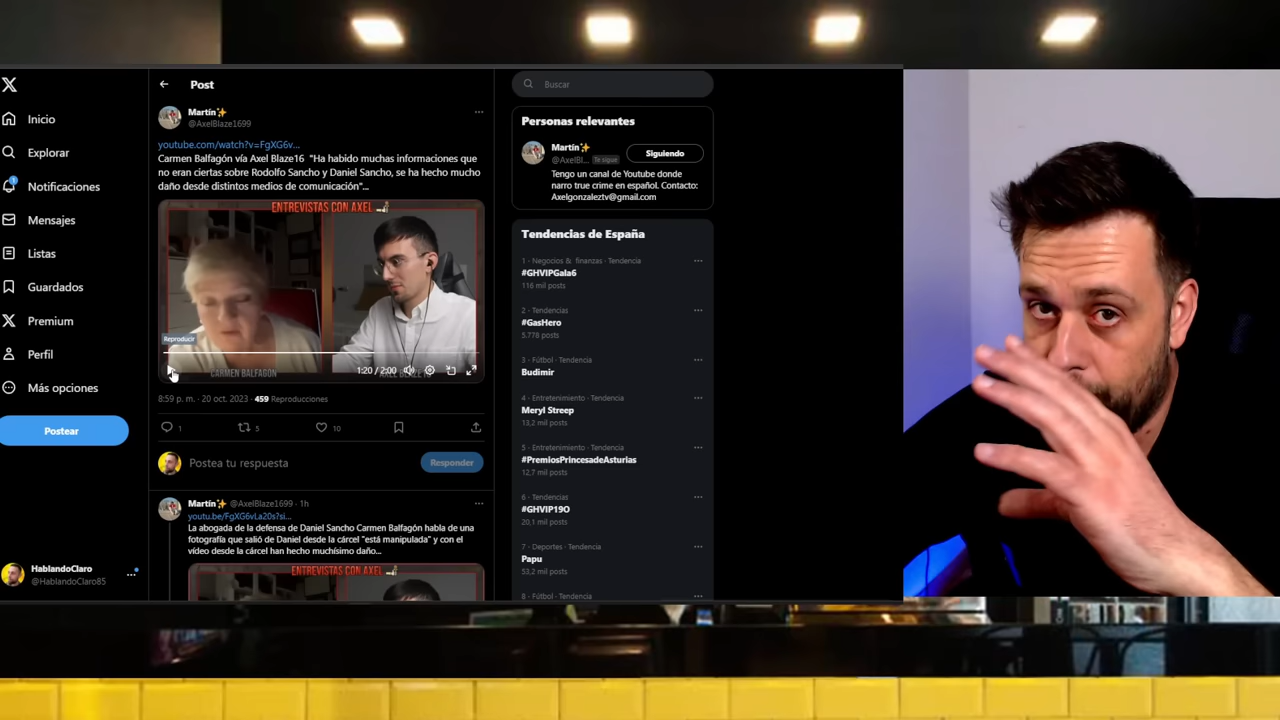 Inicio
Explorar
1
Notificaciones
Mensajes
Listas
Guardados
Premium
Perfil
Más opciones
Postear
HablandoClaro
@HablandoClaro85
Post
Martín✨
@AxelBlaze1699
youtube.com/watch?v=FgXG6v...
Carmen Balfagón vía Axel Blaze16 "Ha habido muchas informaciones que
no eran ciertas sobre Rodolfo Sancho y Daniel Sancho, se ha hecho mucho
daño desde distintos medios de comunicación"...
ENTREVISTAS CON AXEL
Reproducir
1:20 / 2:00
CARMEN BALFAGÓN
8:59 p. m. · 20 oct. 2023 · 459 Reproducciones
1
5
10
Postea tu respuesta
Responder
Martín✨ @AxelBlaze1699 · 1h
youtu.be/FgXG6vLa20s?si...
La abogada de la defensa de Daniel Sancho Carmen Balfagón habla de una
fotografía que salió de Daniel desde la cárcel "está manipulada" y con el
vídeo desde la cárcel han hecho muchísimo daño...
ENTREVISTAS CON AXEL
Buscar
Personas relevantes
Martín✨
@AxelBl... Te sigue
Siguiendo
Tengo un canal de Youtube donde
narro true crime en español. Contacto:
Axelgonzaleztv@gmail.com
Tendencias de España
1 · Negocios & finanzas · Tendencia
#GHVIPGala6
116 mil posts
2 · Tendencias
#GasHero
5.778 posts
3 · Fútbol · Tendencia
Budimir
4 · Entretenimiento · Tendencia
Meryl Streep
13,2 mil posts
5 · Entretenimiento · Tendencia
#PremiosPrincesadeAsturias
12,7 mil posts
6 · Tendencias
#GHVIP19O
20,1 mil posts
7 · Deportes · Tendencia
Papu
53,2 mil posts
8 · Fútbol · Tendencia